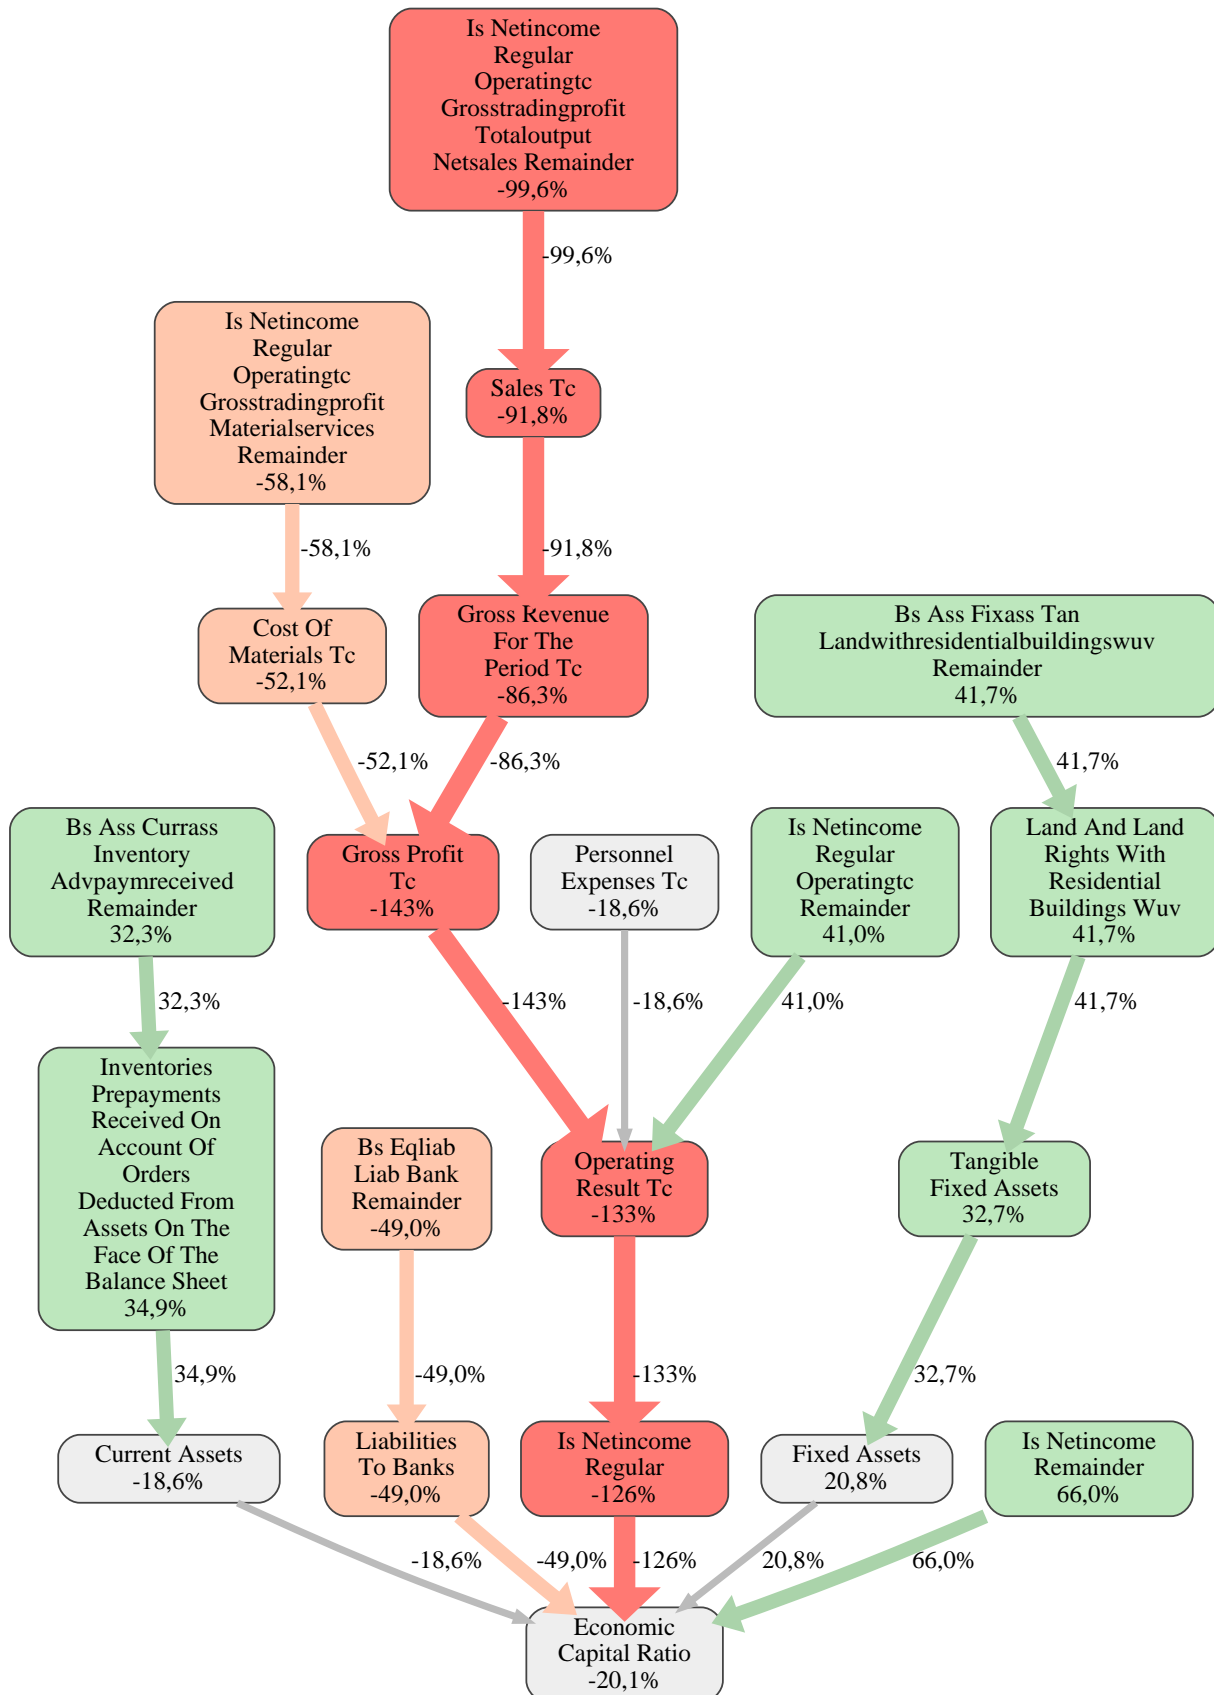 Is Netincome
Regular
Operatingtc
Grosstradingprofit
Totaloutput
Netsales Remainder
-99,6%
-99,6%
Is Netincome
Regular
Operatingtc
Grosstradingprofit
Materialservices
Remainder
-58,1%
Sales Tc
-91,8%
-58,1%
-91,8%
Cost Of
Materials Tc
-52,1%
Gross Revenue
For The
Period Tc
-86,3%
Bs Ass Fixass Tan
Landwithresidentialbuildingswuv
Remainder
41,7%
-52,1%
-86,3%
41,7%
Bs Ass Currass
Inventory
Advpaymreceived
Remainder
32,3%
Gross Profit
Tc
-143%
Personnel
Expenses Tc
-18,6%
Is Netincome
Regular
Operatingtc
Remainder
41,0%
Land And Land
Rights With
Residential
Buildings Wuv
41,7%
32,3%
-143%
-18,6%
41,0%
41,7%
Inventories
Prepayments
Received On
Account Of
Orders
Deducted From
Assets On The
Face Of The
Balance Sheet
34,9%
Bs Eqliab
Liab Bank
Remainder
-49,0%
Operating
Result Tc
-133%
Tangible
Fixed Assets
32,7%
34,9%
-49,0%
-133%
32,7%
Current Assets
-18,6%
Liabilities
To Banks
-49,0%
Is Netincome
Regular
-126%
Fixed Assets
20,8%
Is Netincome
Remainder
66,0%
-18,6%
-49,0%
-126%
20,8%
66,0%
Economic
Capital Ratio
-20,1%